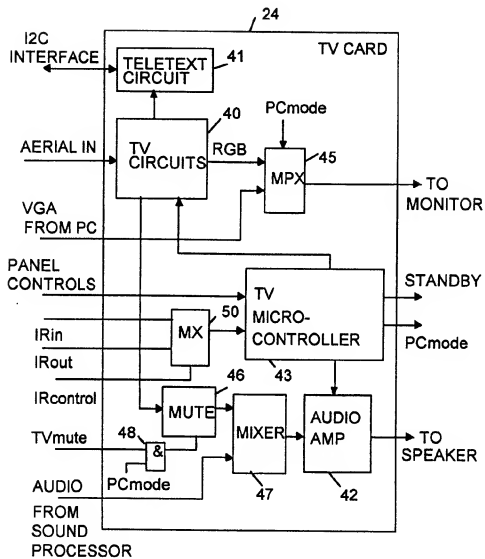 24
I2C
INTERFACE
TV CARD
TELETEXT
CIRCUIT
41
40
PCmode
AERIAL IN
TV
CIRCUITS
RGB
45
MPX
TO
MONITOR
VGA
FROM PC
PANEL
CONTROLS
TV
MICRO-
CONTROLLER
STANDBY
50
MX
IRin
PCmode
IRout
43
46
IRcontrol
MUTE
MIXER
AUDIO
AMP
TVmute
48
&
TO
SPEAKER
PCmode
47
42
AUDIO
FROM
SOUND
PROCESSOR